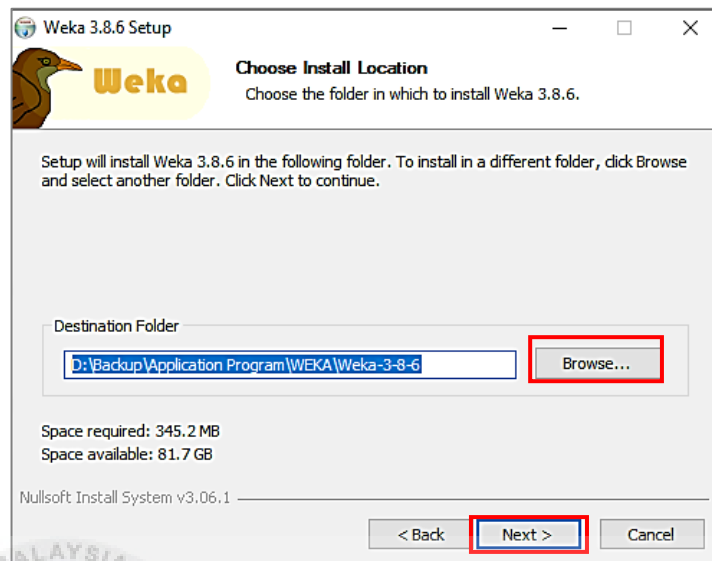 Weka 3.8.6 Setup
Weka
Choose Install Location
Choose the folder in which to install Weka 3.8.6.
Setup will install Weka 3.8.6 in the following folder. To install in a different folder, click Browse
and select another folder. Click Next to continue.
Destination Folder
D:\Backup\Application Program\WEKA\Weka-3-8-6
Browse...
Space required: 345.2 MB
Space available: 81.7 GB
Nullsoft Install System v3.06.1
< Back
Next >
Cancel